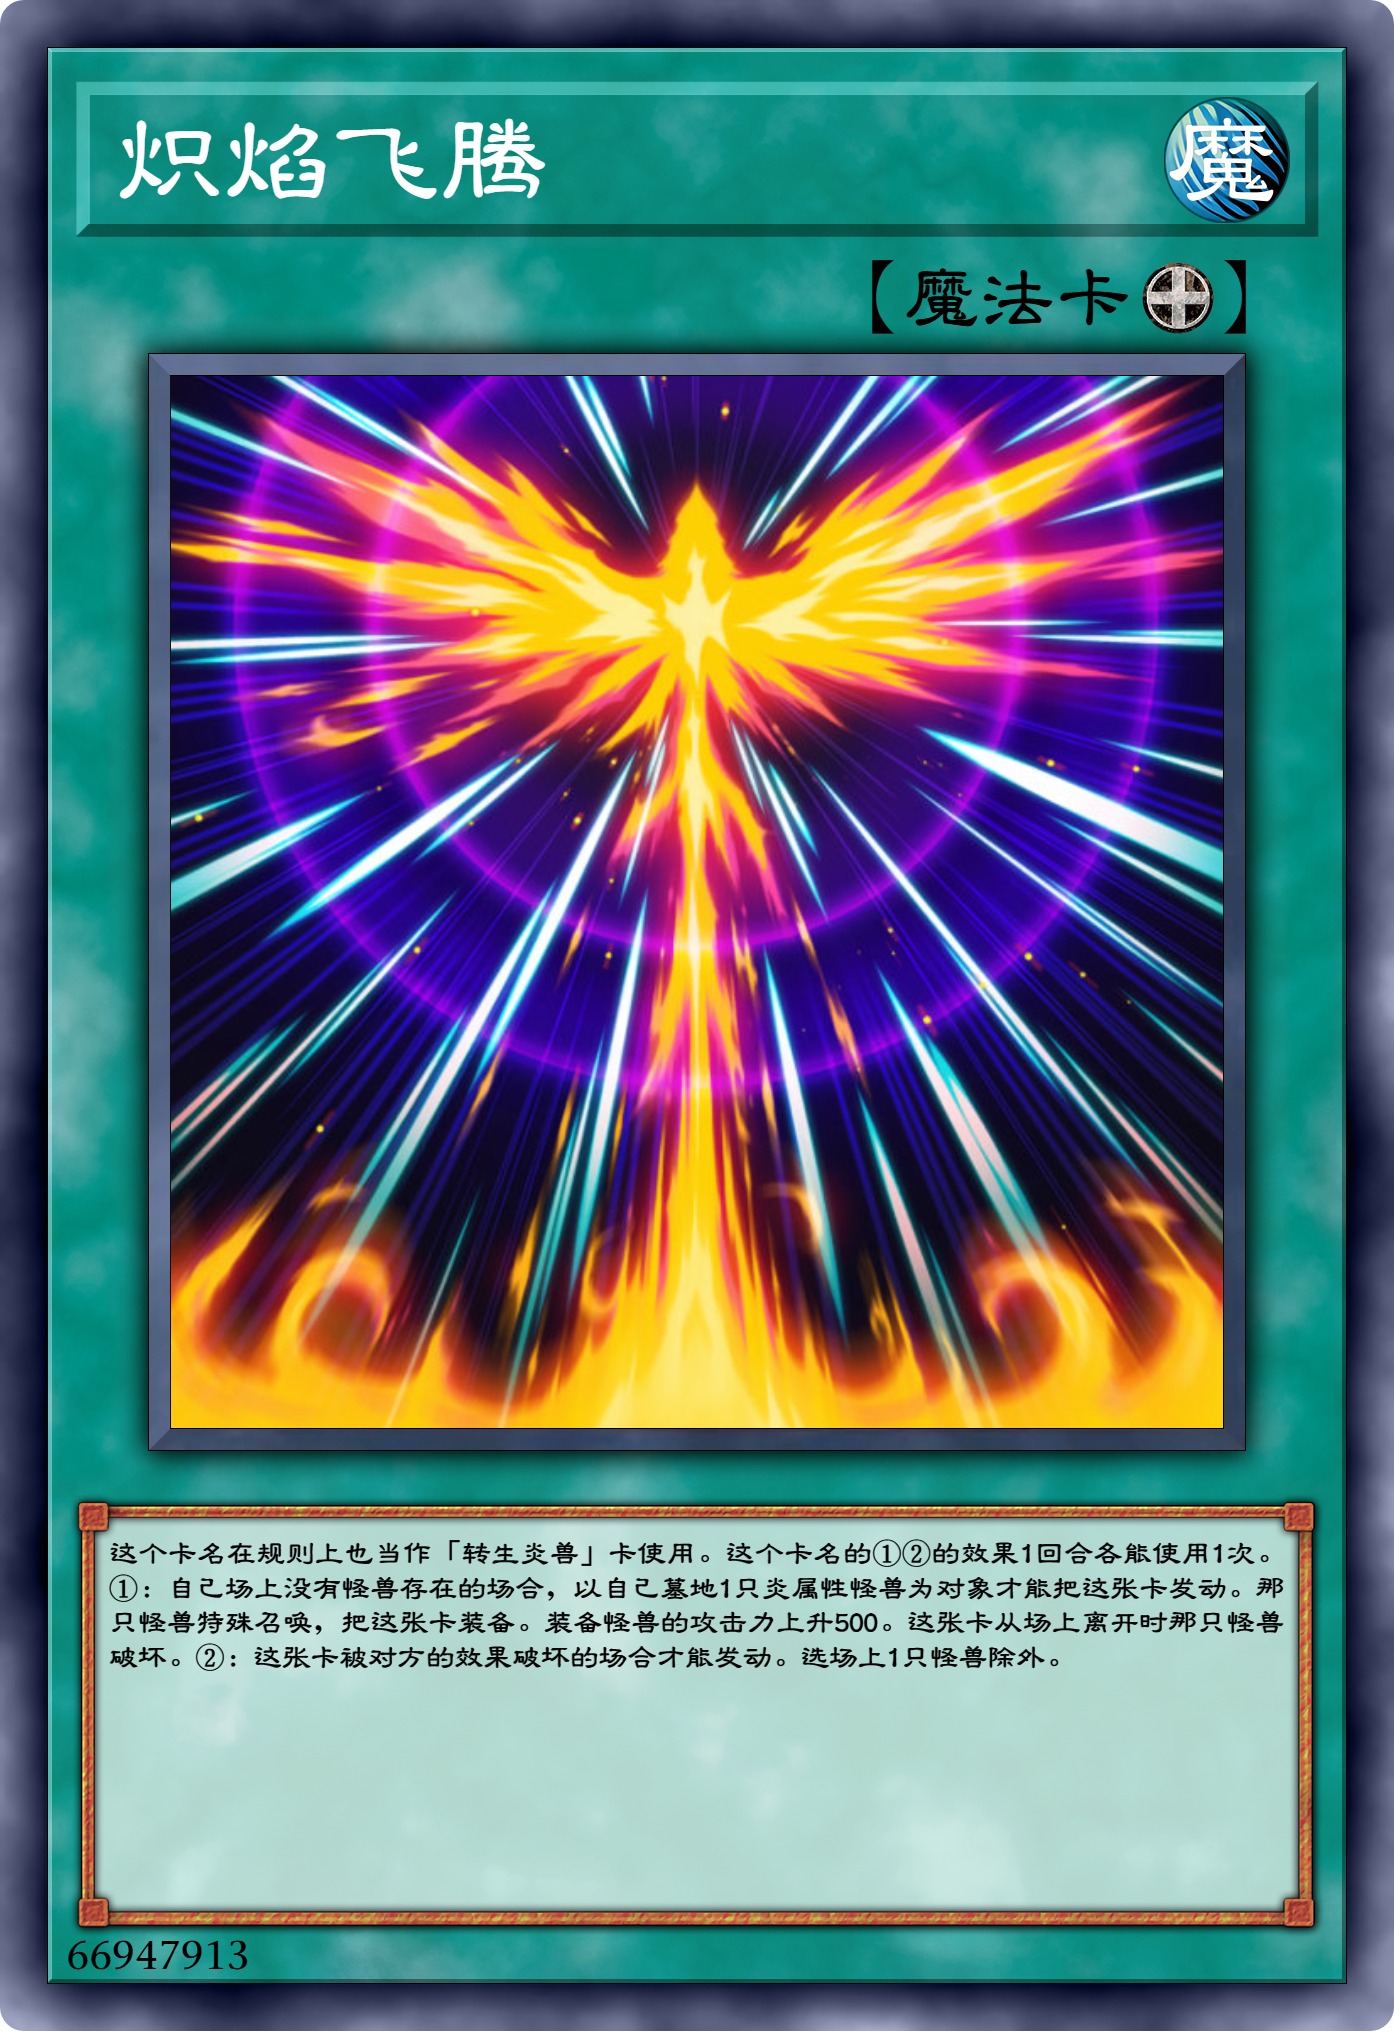 炽焰飞腾
魔
【魔法卡】
这个卡名在规则上也当作「转生炎兽」卡使用。这个卡名的①②的效果1回合各能使用1次。
①：自己场上没有怪兽存在的场合，以自己墓地1只炎属性怪兽为对象才能把这张卡发动。那
只怪兽特殊召唤，把这张卡装备。装备怪兽的攻击力上升500。这张卡从场上离开时那只怪兽
破坏。②：这张卡被对方的效果破坏的场合才能发动。选场上1只怪兽除外。
66947913